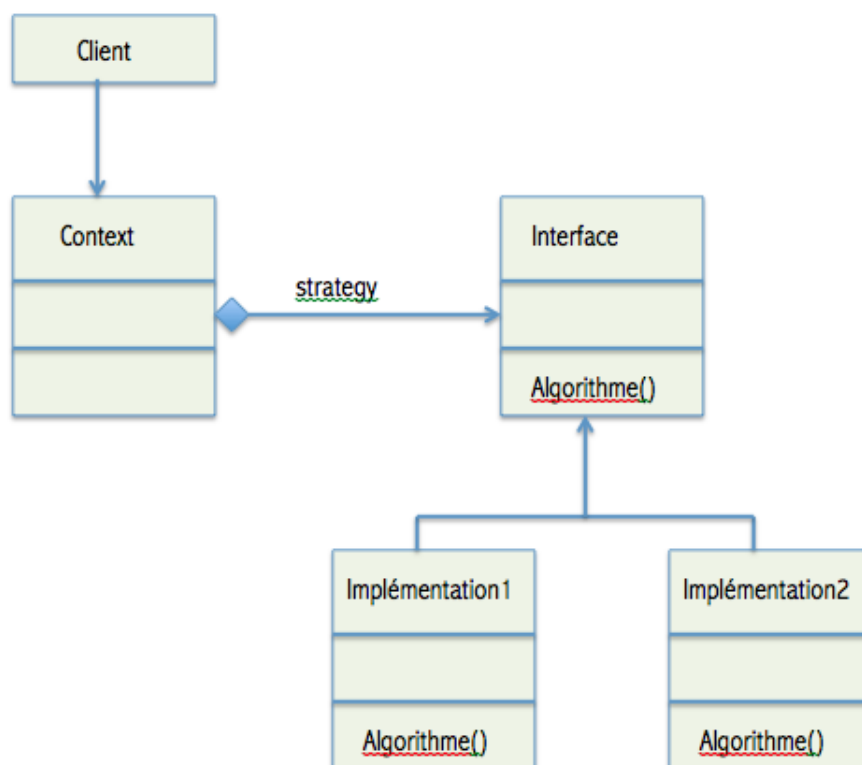 Client
Context
Interface
strategy
Algorithme()
Implémentation1
Implémentation2
Algorithme()
Algorithme()